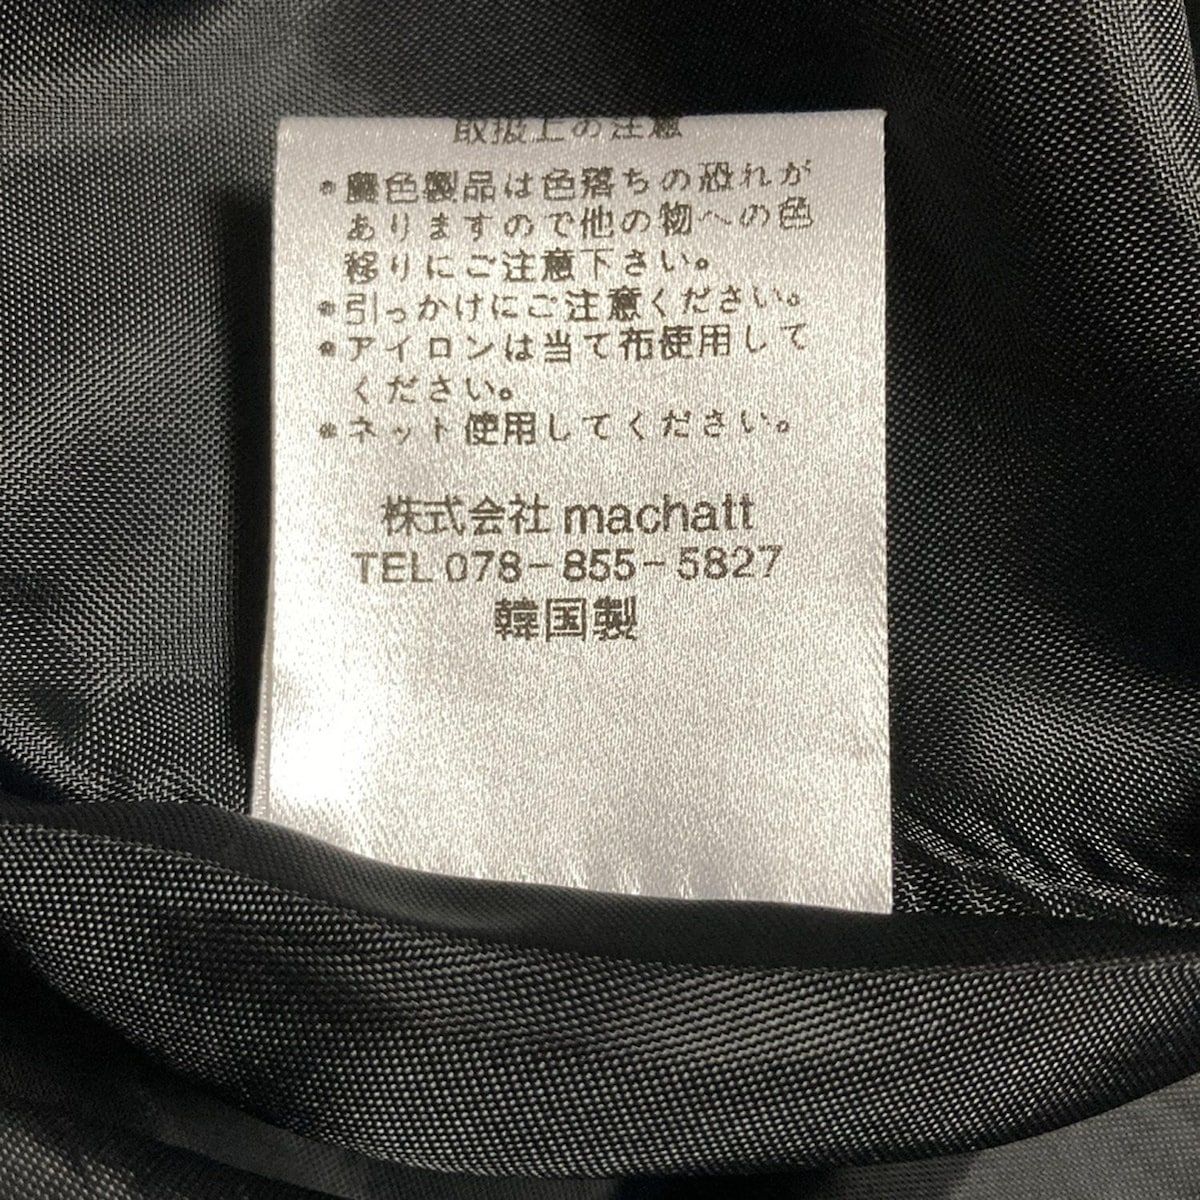 取扱上の注意
・濃色製品は色落ちの恐れが
ありますので他の物への色
移りにご注意下さい。
・引っかけにご注意ください。
・アイロンは当て布使用して
ください。
・ネット使用してください。
株式会社 machatt
TEL 078-855-5827
韓国製